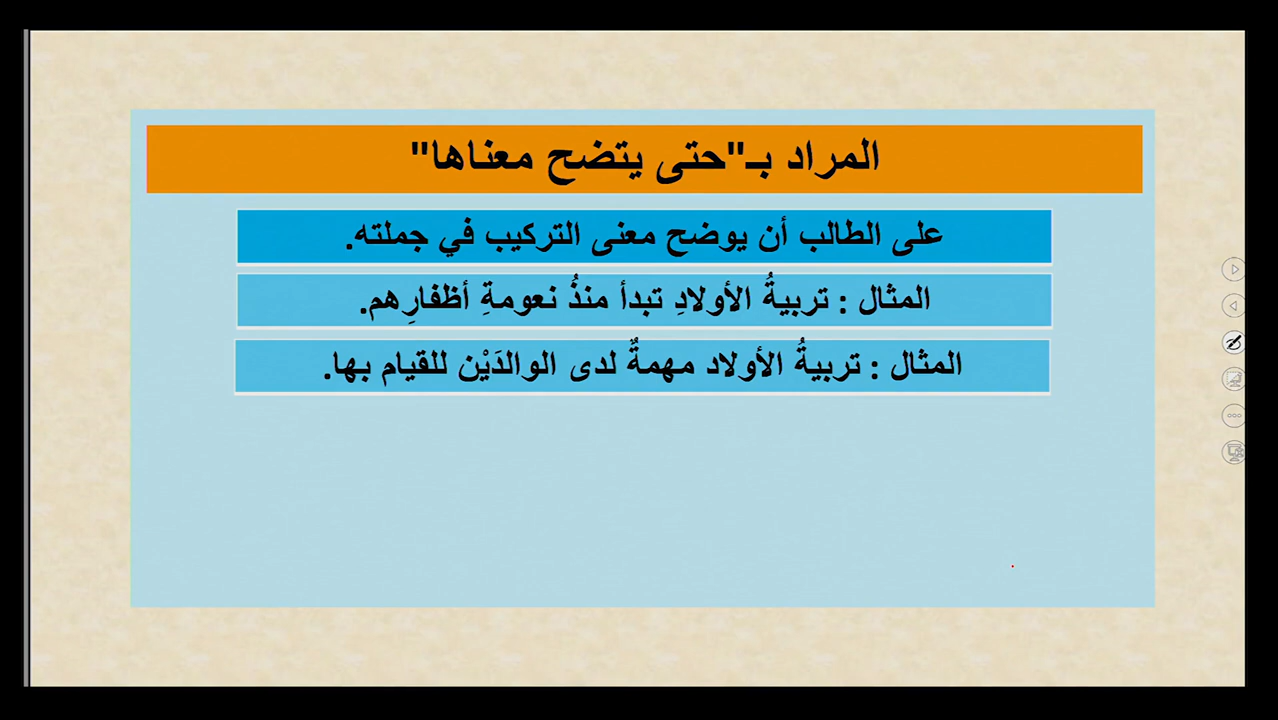 المراد بـ"حتى يتضح معناها"
على الطالب أن يوضح معنى التركيب في جملته.
المثال : تربيةُ الأولادِ تبدأ منذُ نعومةِ أظفارِهم.
المثال : تربيةُ الأولاد مهمةٌ لدى الوالدَيْن للقيام بها.